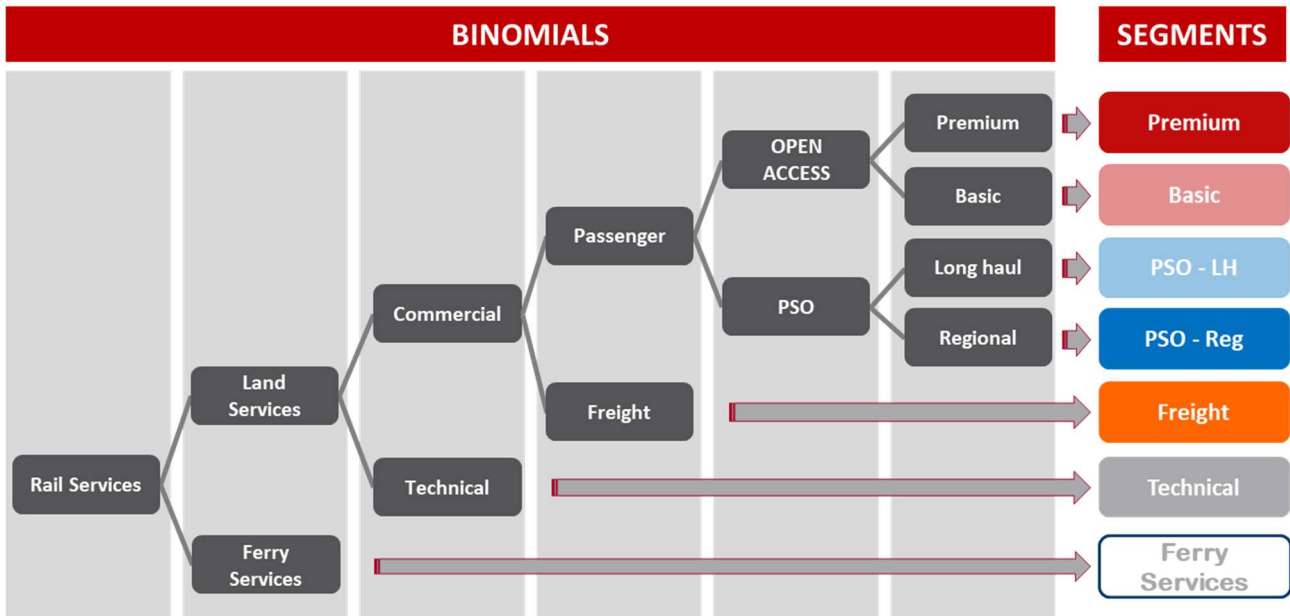 BINOMIALS
SEGMENTS
Premium
Premium
OPEN
ACCESS
Basic
Basic
Passenger
Long haul
PSO - LH
PSO
Commercial
Regional
PSO - Reg
Land
Services
Freight
Freight
Rail Services
Technical
Technical
Ferry
Services
Ferry
Services